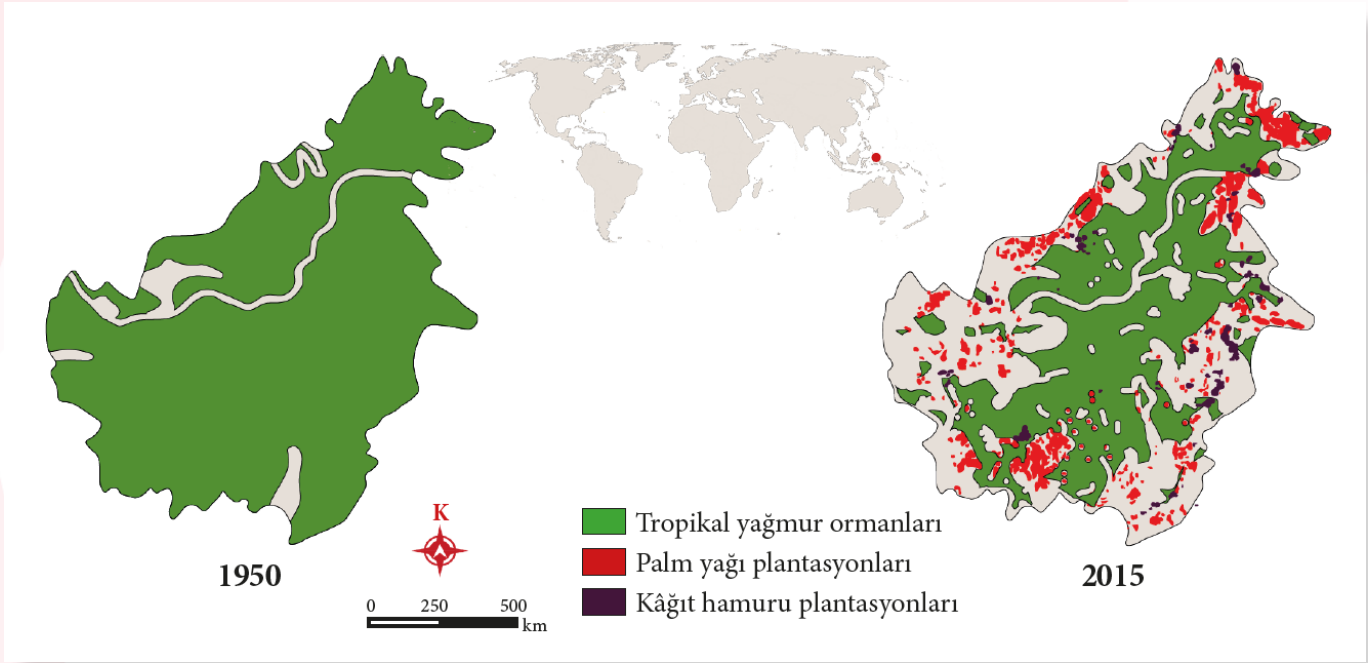 1950
K
0 250 500
km
Tropikal yağmur ormanları
Palm yağı plantasyonları
Kâğıt hamuru plantasyonları
2015